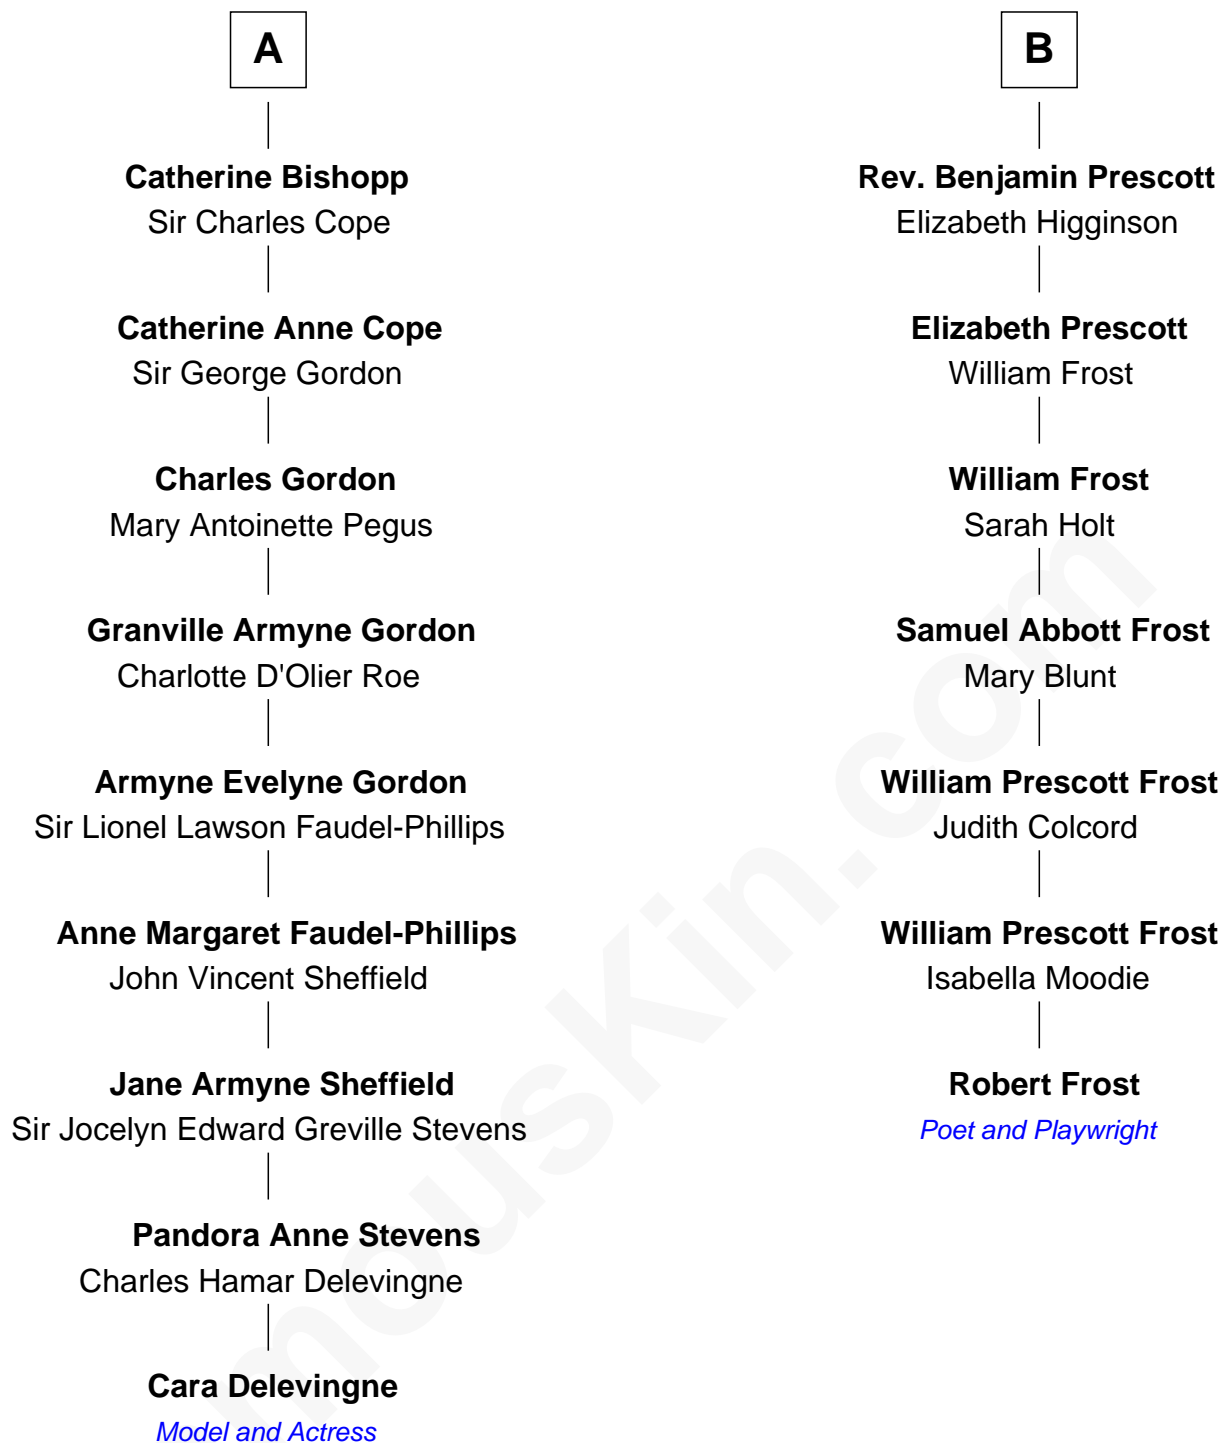 A
Catherine Bishopp
Sir Charles Cope
Catherine Anne Cope
Sir George Gordon
Charles Gordon
Mary Antoinette Pegus
Granville Armyne Gordon
Charlotte D'Olier Roe
Armyne Evelyne Gordon
Sir Lionel Lawson Faudel-Phillips
Anne Margaret Faudel-Phillips
John Vincent Sheffield
Jane Armyne Sheffield
Sir Jocelyn Edward Greville Stevens
Pandora Anne Stevens
Charles Hamar Delevingne
Cara Delevingne
Model and Actress
B
Rev. Benjamin Prescott
Elizabeth Higginson
Elizabeth Prescott
William Frost
William Frost
Sarah Holt
Samuel Abbott Frost
Mary Blunt
William Prescott Frost
Judith Colcord
William Prescott Frost
Isabella Moodie
Robert Frost
Poet and Playwright
mousKin.com